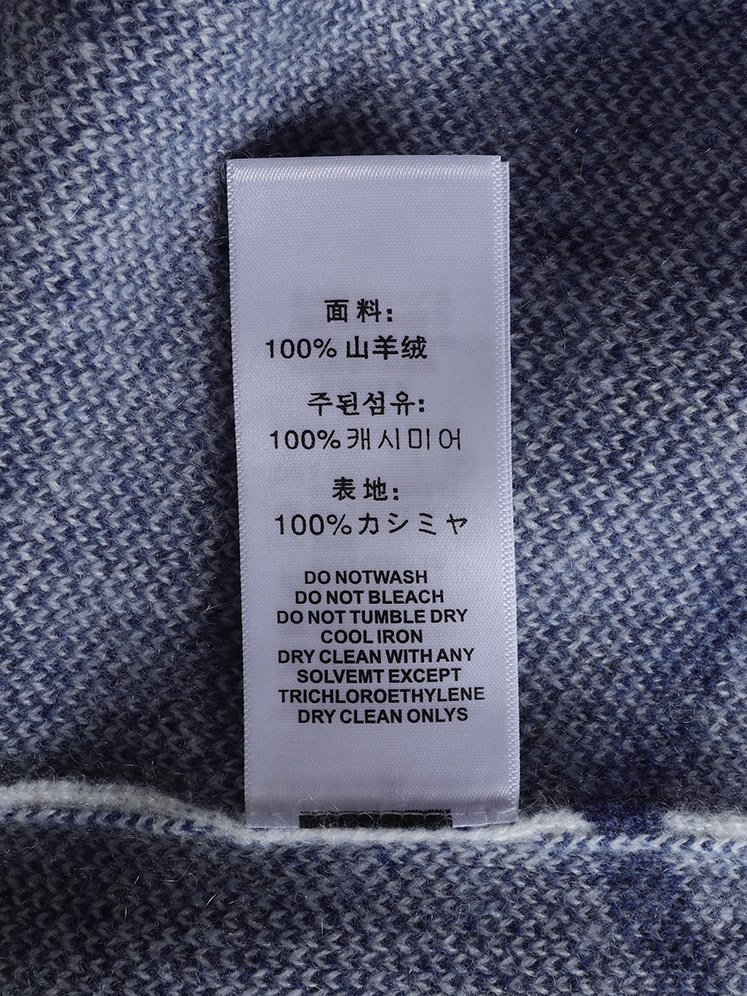 面料:
100%山羊绒
주된섬유:
100%캐시미어
表地:
100%カシミヤ
DO NOTWASH
DO NOT BLEACH
DO NOT TUMBLE DRY
COOL IRON
DRY CLEAN WITH ANY
SOLVEMT EXCEPT
TRICHLOROETHYLENE
DRY CLEAN ONLYS